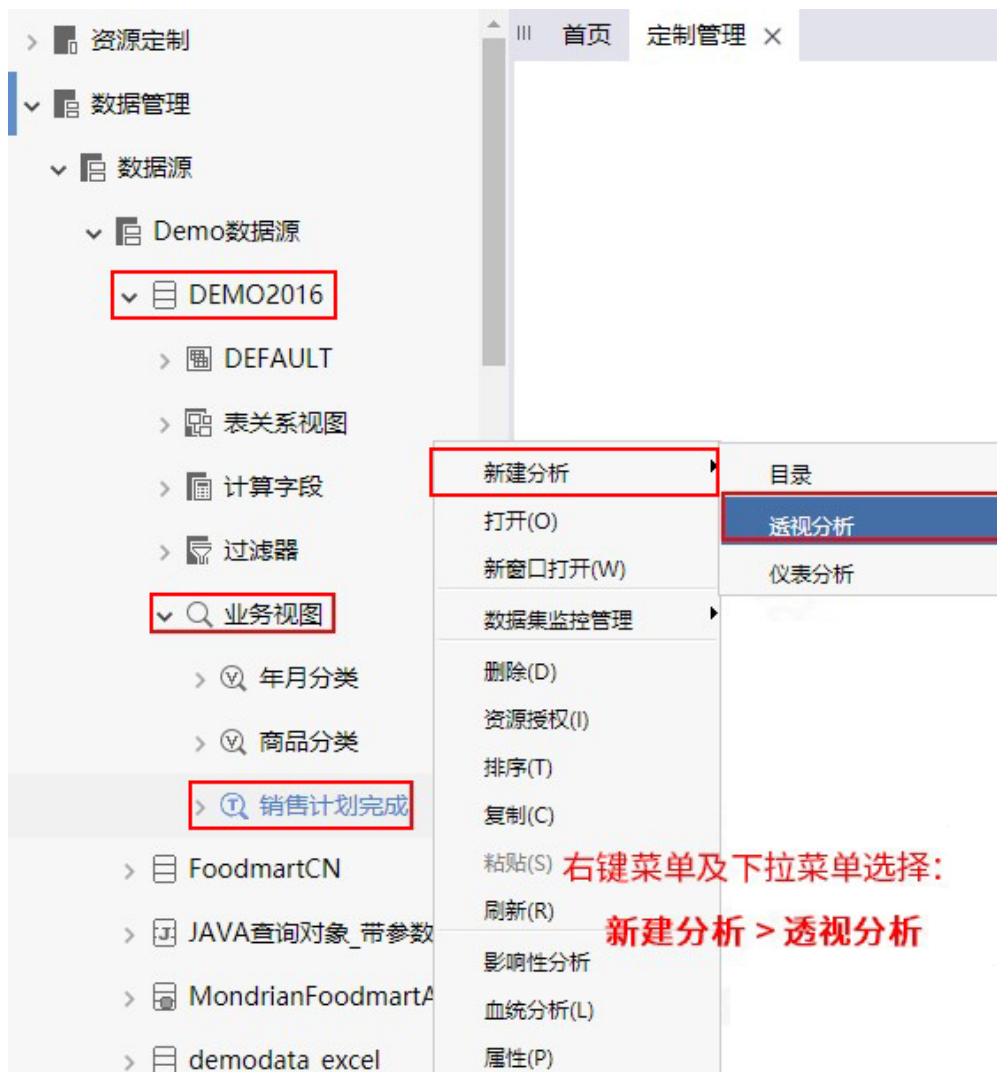 资源定制
数据管理
数据源
Demo数据源
DEMO2016
DEFAULT
表关系视图
计算字段
过滤器
业务视图
年月分类
商品分类
销售计划完成
FoodmartCN
JAVA查询对象_带参数
MondrianFoodmartA
demodata_excel
首页
定制管理
新建分析
打开(O)
新窗口打开(W)
数据集监控管理
删除(D)
资源授权(I)
排序(T)
复制(C)
粘贴(S)
刷新(R)
影响性分析
血统分析(L)
属性(P)
目录
透视分析
仪表分析
右键菜单及下拉菜单选择：
新建分析 > 透视分析